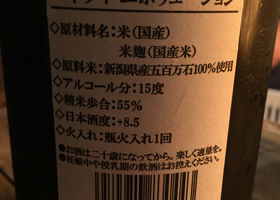 ◇原材料名：米（国産）
米麹（国産米）
◇原料米：新潟県産五百万石100%使用
◇アルコール分：15度
◇精米歩合：55%
◇日本酒度：+8.5
◇火入れ：瓶火入れ1回
●お酒は二十歳になってから。楽しく適量を。
●妊娠中や授乳期の飲酒はお控えください。